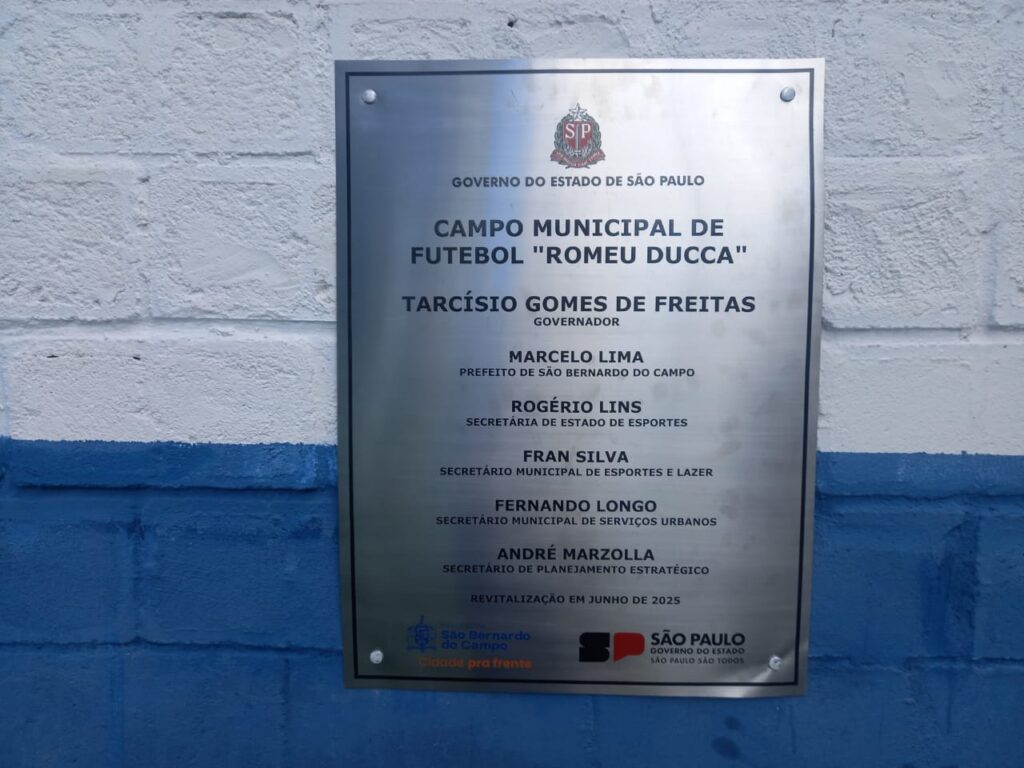 SP
GOVERNO DO ESTADO DE SÃO PAULO
CAMPO MUNICIPAL DE
FUTEBOL "ROMEU DUCCA"
TARCÍSIO GOMES DE FREITAS
GOVERNADOR
MARCELO LIMA
PREFEITO DE SÃO BERNARDO DO CAMPO
ROGÉRIO LINS
SECRETÁRIA DE ESTADO DE ESPORTES
FRAN SILVA
SECRETÁRIO MUNICIPAL DE ESPORTES E LAZER
FERNANDO LONGO
SECRETÁRIO MUNICIPAL DE SERVIÇOS URBANOS
ANDRÉ MARZOLLA
SECRETÁRIO DE PLANEJAMENTO ESTRATÉGICO
REVITALIZAÇÃO EM JUNHO DE 2025
São Bernardo
do Campo
Cidade pra frente
SP
SÃO PAULO
GOVERNO DO ESTADO
SÃO PAULO SÃO TODOS